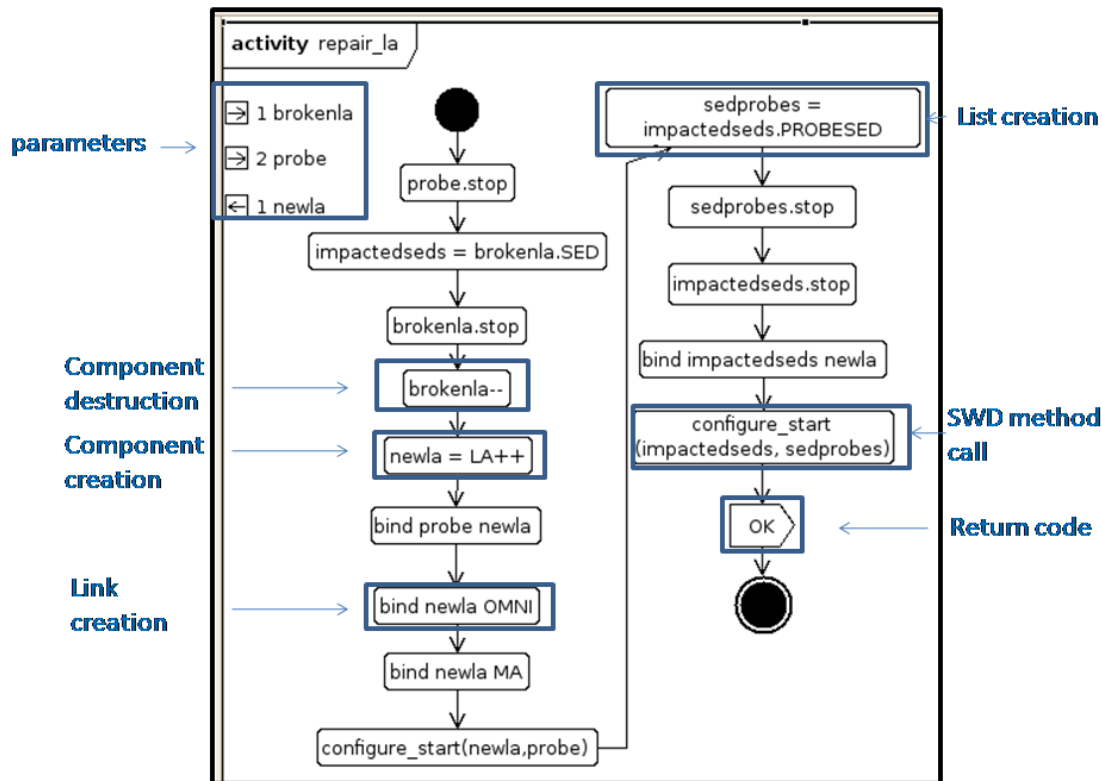 activity repair_la
parameters
1 brokenla
2 probe
1 newla
probe.stop
impactedseds = brokenla.SED
brokenla.stop
Component
destruction
brokenla--
Component
creation
newla = LA++
bind probe newla
Link
creation
bind newla OMNI
bind newla MA
configure_start(newla,probe)
sedprobes =
impactedseds.PROBESED
List creation
sedprobes.stop
impactedseds.stop
bind impactedseds newla
configure_start
(impactedseds, sedprobes)
SWD method
call
OK
Return code